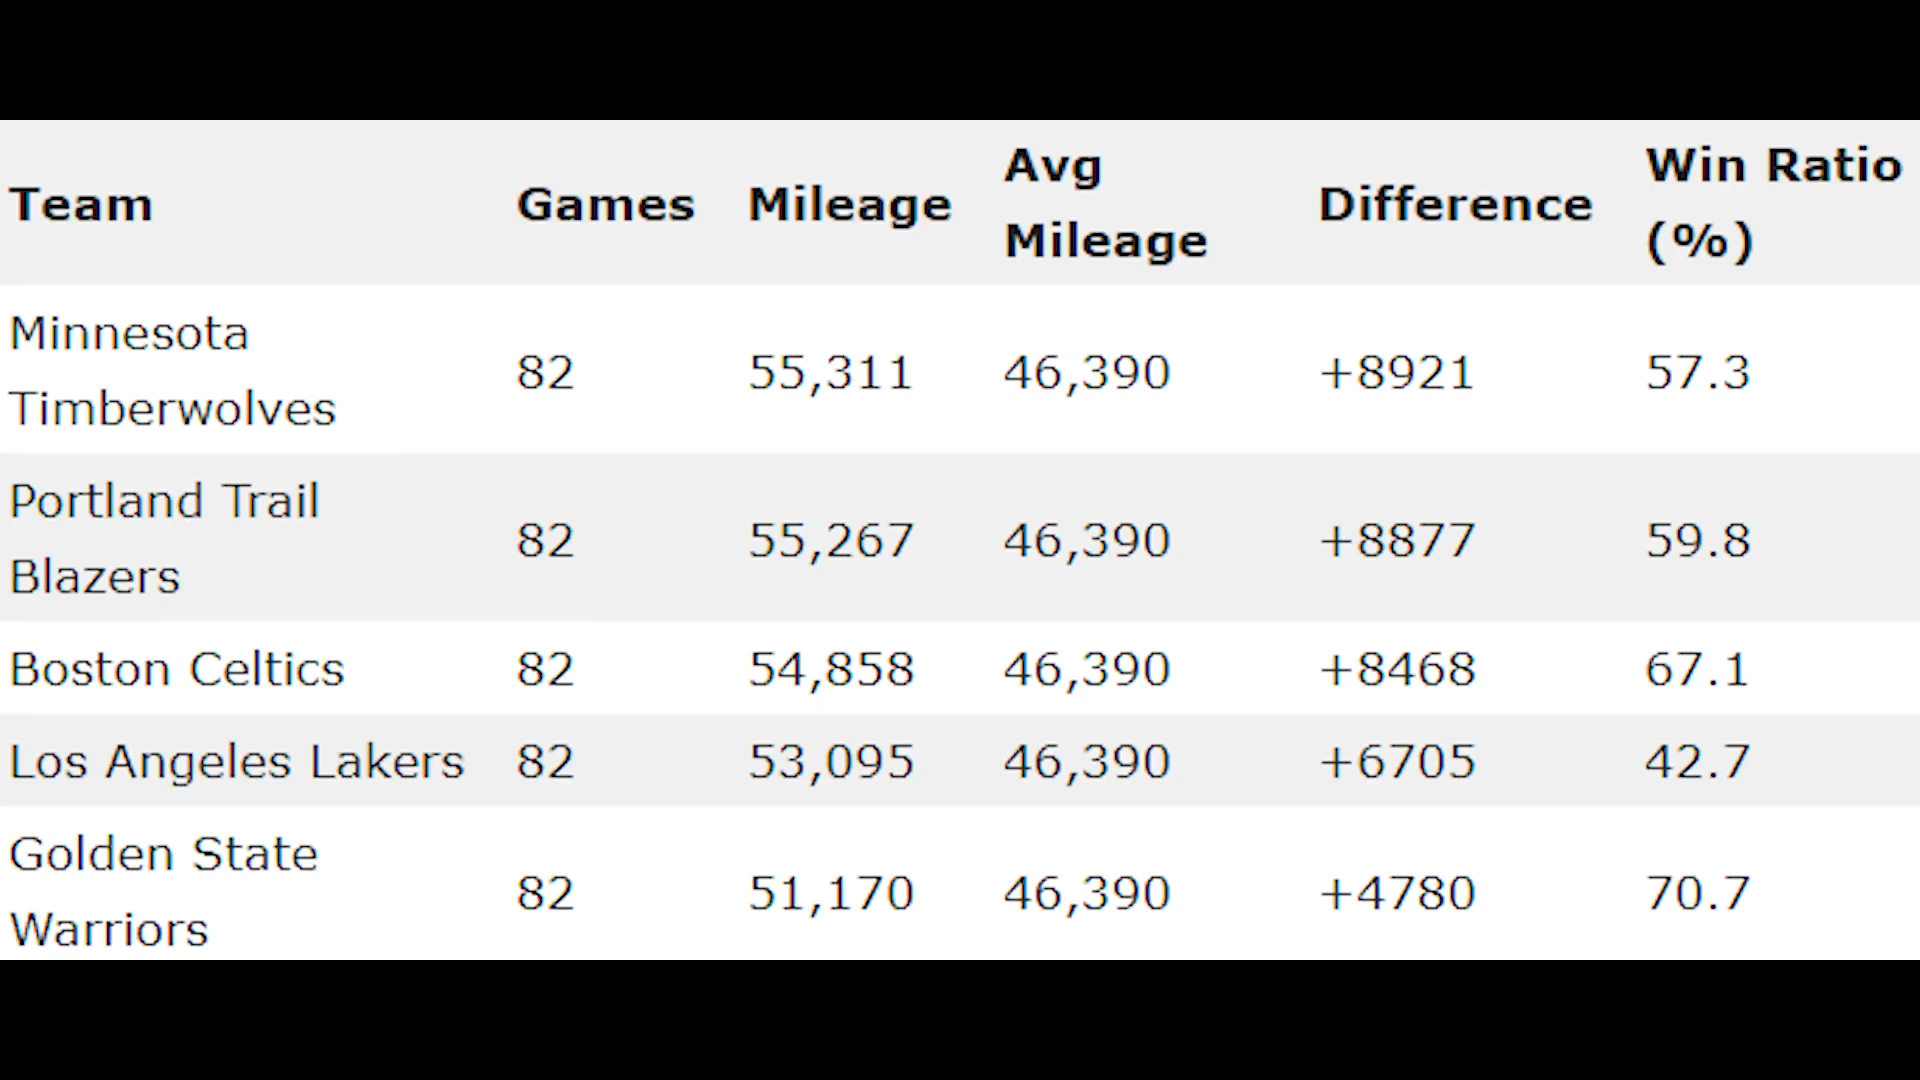 Team Games Mileage Avg Mileage Difference Win Ratio (%)
Minnesota Timberwolves 82 55,311 46,390 +8921 57.3
Portland Trail Blazers 82 55,267 46,390 +8877 59.8
Boston Celtics 82 54,858 46,390 +8468 67.1
Los Angeles Lakers 82 53,095 46,390 +6705 42.7
Golden State Warriors 82 51,170 46,390 +4780 70.7